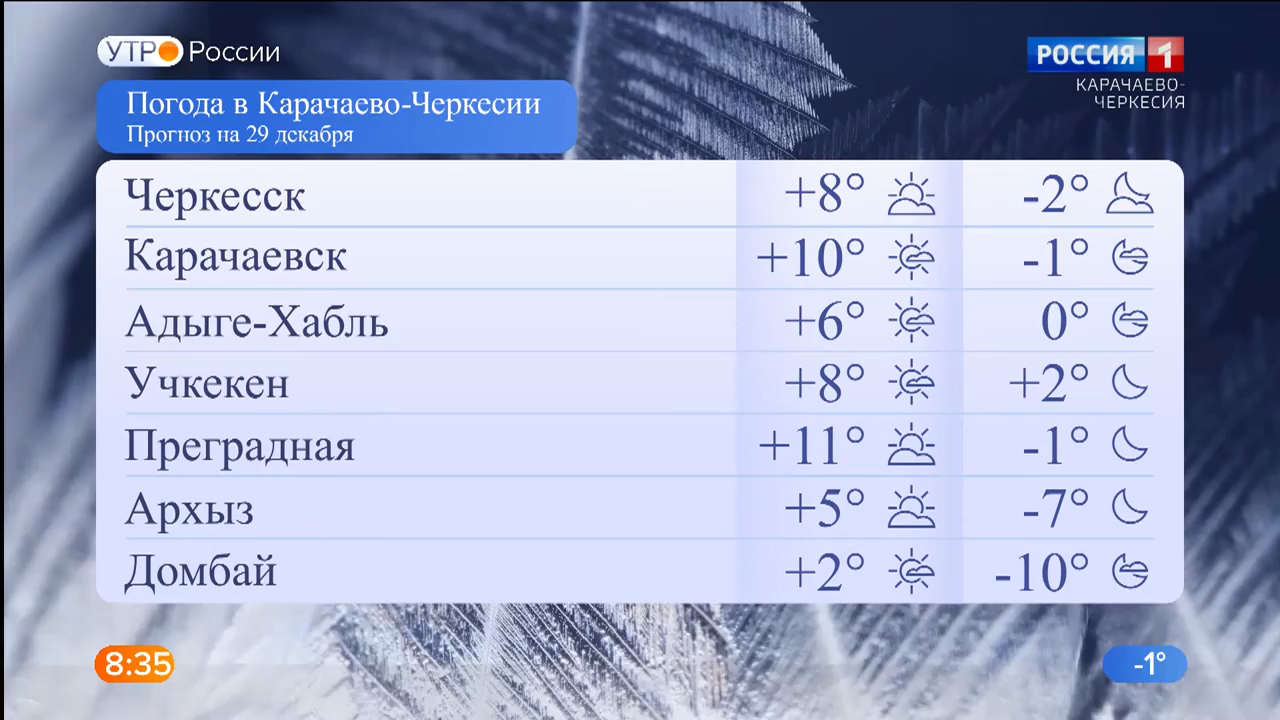 УТРО России
РОССИЯ 1
КАРАЧАЕВО-
ЧЕРКЕСИЯ
Погода в Карачаево-Черкесии
Прогноз на 29 декабря
Черкесск +8° -2°
Карачаевск +10° -1°
Адыге-Хабль +6° 0°
Учкекен +8° +2°
Преградная +11° -1°
Архыз +5° -7°
Домбай +2° -10°
8:35 -1°